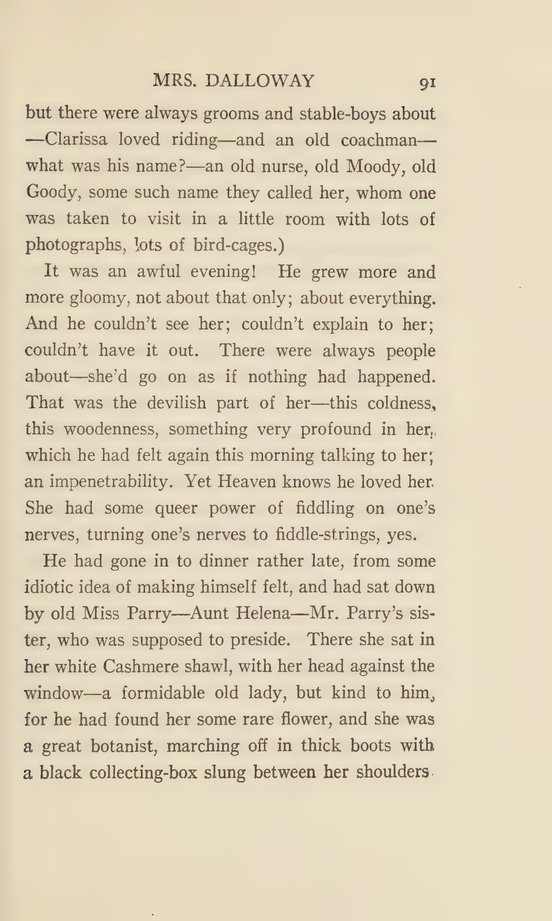 MRS. DALLOWAY 91
but there were always grooms and stable-boys about
—Clarissa loved riding—and an old coachman—
what was his name?—an old nurse, old Moody, old
Goody, some such name they called her, whom one
was taken to visit in a little room with lots of
photographs, lots of bird-cages.)
It was an awful evening! He grew more and
more gloomy, not about that only; about everything.
And he couldn't see her; couldn't explain to her;
couldn't have it out. There were always people
about—she'd go on as if nothing had happened.
That was the devilish part of her—this coldness,
this woodenness, something very profound in her,
which he had felt again this morning talking to her;
an impenetrability. Yet Heaven knows he loved her.
She had some queer power of fiddling on one's
nerves, turning one's nerves to fiddle-strings, yes.
He had gone in to dinner rather late, from some
idiotic idea of making himself felt, and had sat down
by old Miss Parry—Aunt Helena—Mr. Parry's sis-
ter, who was supposed to preside. There she sat in
her white Cashmere shawl, with her head against the
window—a formidable old lady, but kind to him,
for he had found her some rare flower, and she was
a great botanist, marching off in thick boots with
a black collecting-box slung between her shoulders.